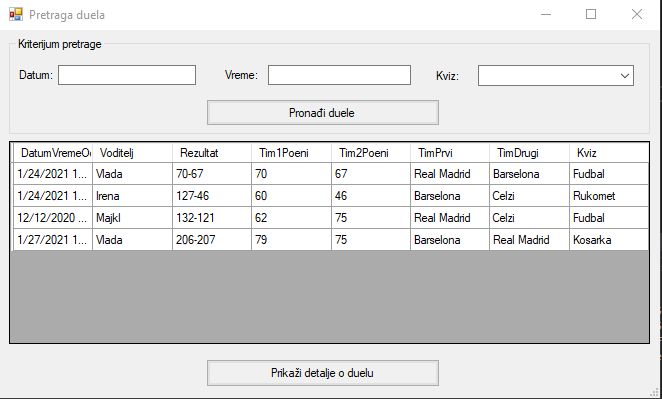 Pretraga duela
Kriterijum pretrage
Datum: Vreme: Kviz:
Pronađi duele
DatumVremeOd Voditelj Rezultat Tim1Poeni Tim2Poeni TimPrvi TimDrugi Kviz
1/24/2021 1... Vlada 70-67 70 67 Real Madrid Barselona Fudbal
1/24/2021 1... Irena 127-46 60 46 Barselona Celzi Rukomet
12/12/2020 ... Majkl 132-121 62 75 Real Madrid Celzi Fudbal
1/27/2021 1... Vlada 206-207 79 75 Barselona Real Madrid Kosarka
Prikaži detalje o duelu